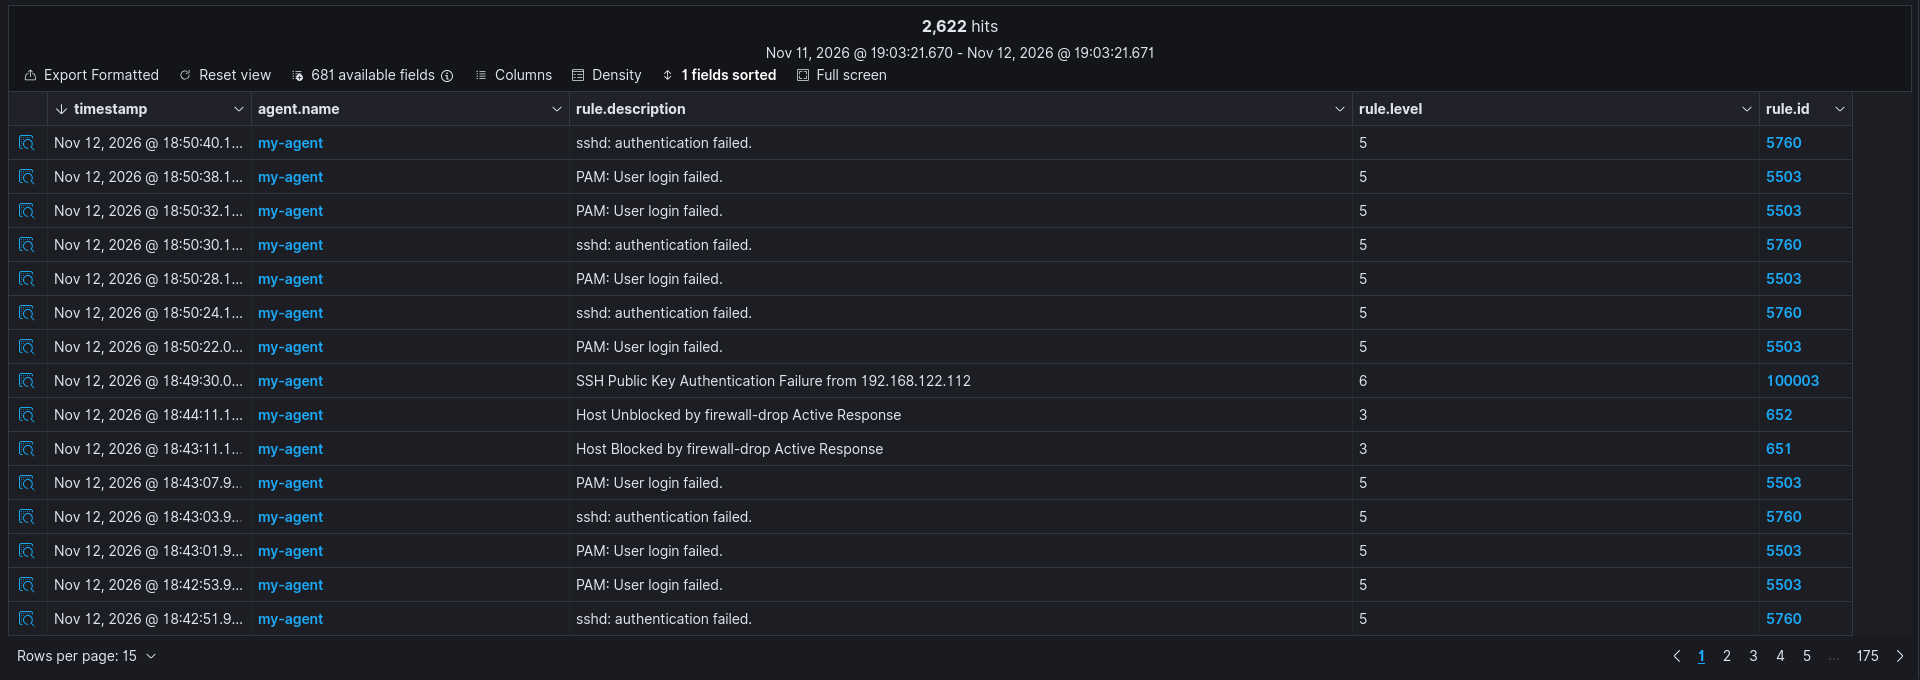 2,622 hits
Nov 11, 2026 @ 19:03:21.670 - Nov 12, 2026 @ 19:03:21.671
Export Formatted Reset view 681 available fields Columns Density 1 fields sorted Full screen
timestamp agent.name rule.description rule.level rule.id
Nov 12, 2026 @ 18:50:40.1... my-agent sshd: authentication failed. 5 5760
Nov 12, 2026 @ 18:50:38.1... my-agent PAM: User login failed. 5 5503
Nov 12, 2026 @ 18:50:32.1... my-agent PAM: User login failed. 5 5503
Nov 12, 2026 @ 18:50:30.1... my-agent sshd: authentication failed. 5 5760
Nov 12, 2026 @ 18:50:28.1... my-agent PAM: User login failed. 5 5503
Nov 12, 2026 @ 18:50:24.1... my-agent sshd: authentication failed. 5 5760
Nov 12, 2026 @ 18:50:22.0... my-agent PAM: User login failed. 5 5503
Nov 12, 2026 @ 18:49:30.0... my-agent SSH Public Key Authentication Failure from 192.168.122.112 6 100003
Nov 12, 2026 @ 18:44:11.1... my-agent Host Unblocked by firewall-drop Active Response 3 652
Nov 12, 2026 @ 18:43:11.1... my-agent Host Blocked by firewall-drop Active Response 3 651
Nov 12, 2026 @ 18:43:07.9... my-agent PAM: User login failed. 5 5503
Nov 12, 2026 @ 18:43:03.9... my-agent sshd: authentication failed. 5 5760
Nov 12, 2026 @ 18:43:01.9... my-agent PAM: User login failed. 5 5503
Nov 12, 2026 @ 18:42:53.9... my-agent PAM: User login failed. 5 5503
Nov 12, 2026 @ 18:42:51.9... my-agent sshd: authentication failed. 5 5760
Rows per page: 15 1 2 3 4 5 ... 175